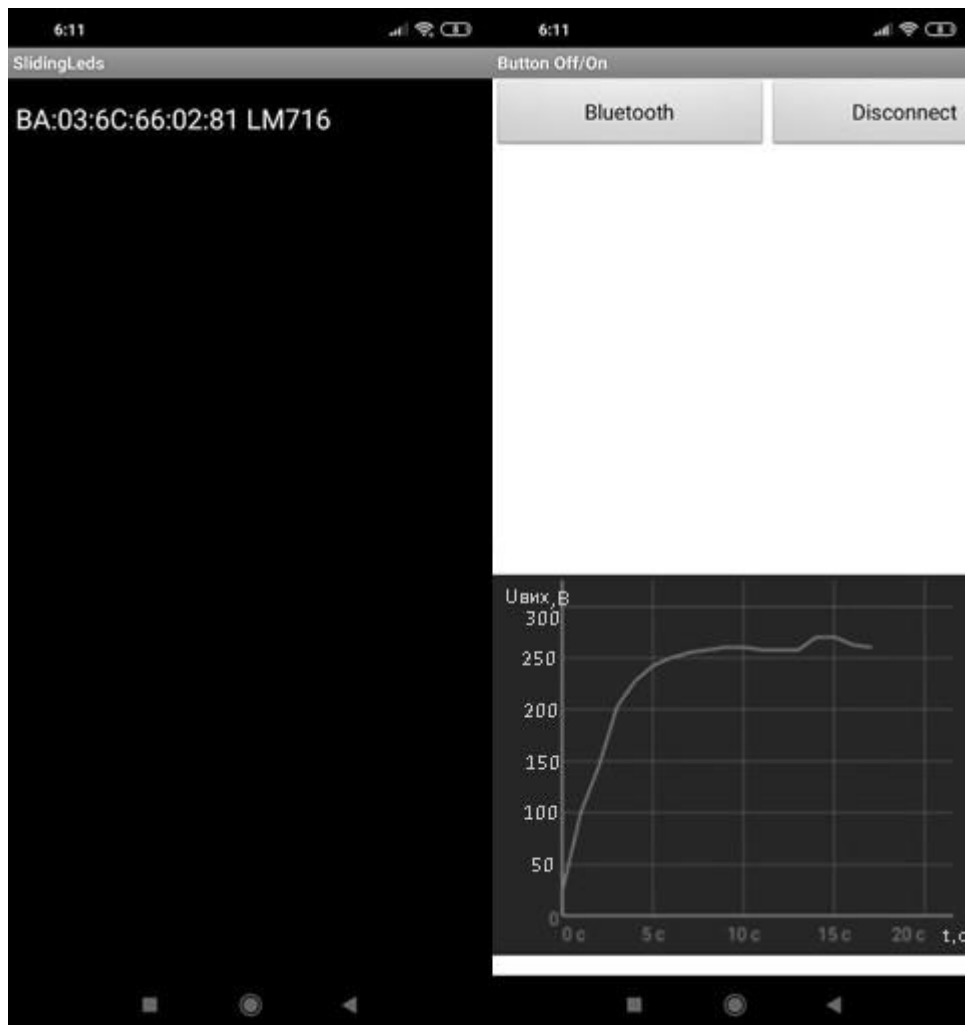 6:11
SlidingLeds
BA:03:6C:66:02:81 LM716
6:11
Button Off/On
Bluetooth
Disconnect
Uвих,В
300
250
200
150
100
50
0
0 с
5 с
10 с
15 с
20 с
t,с